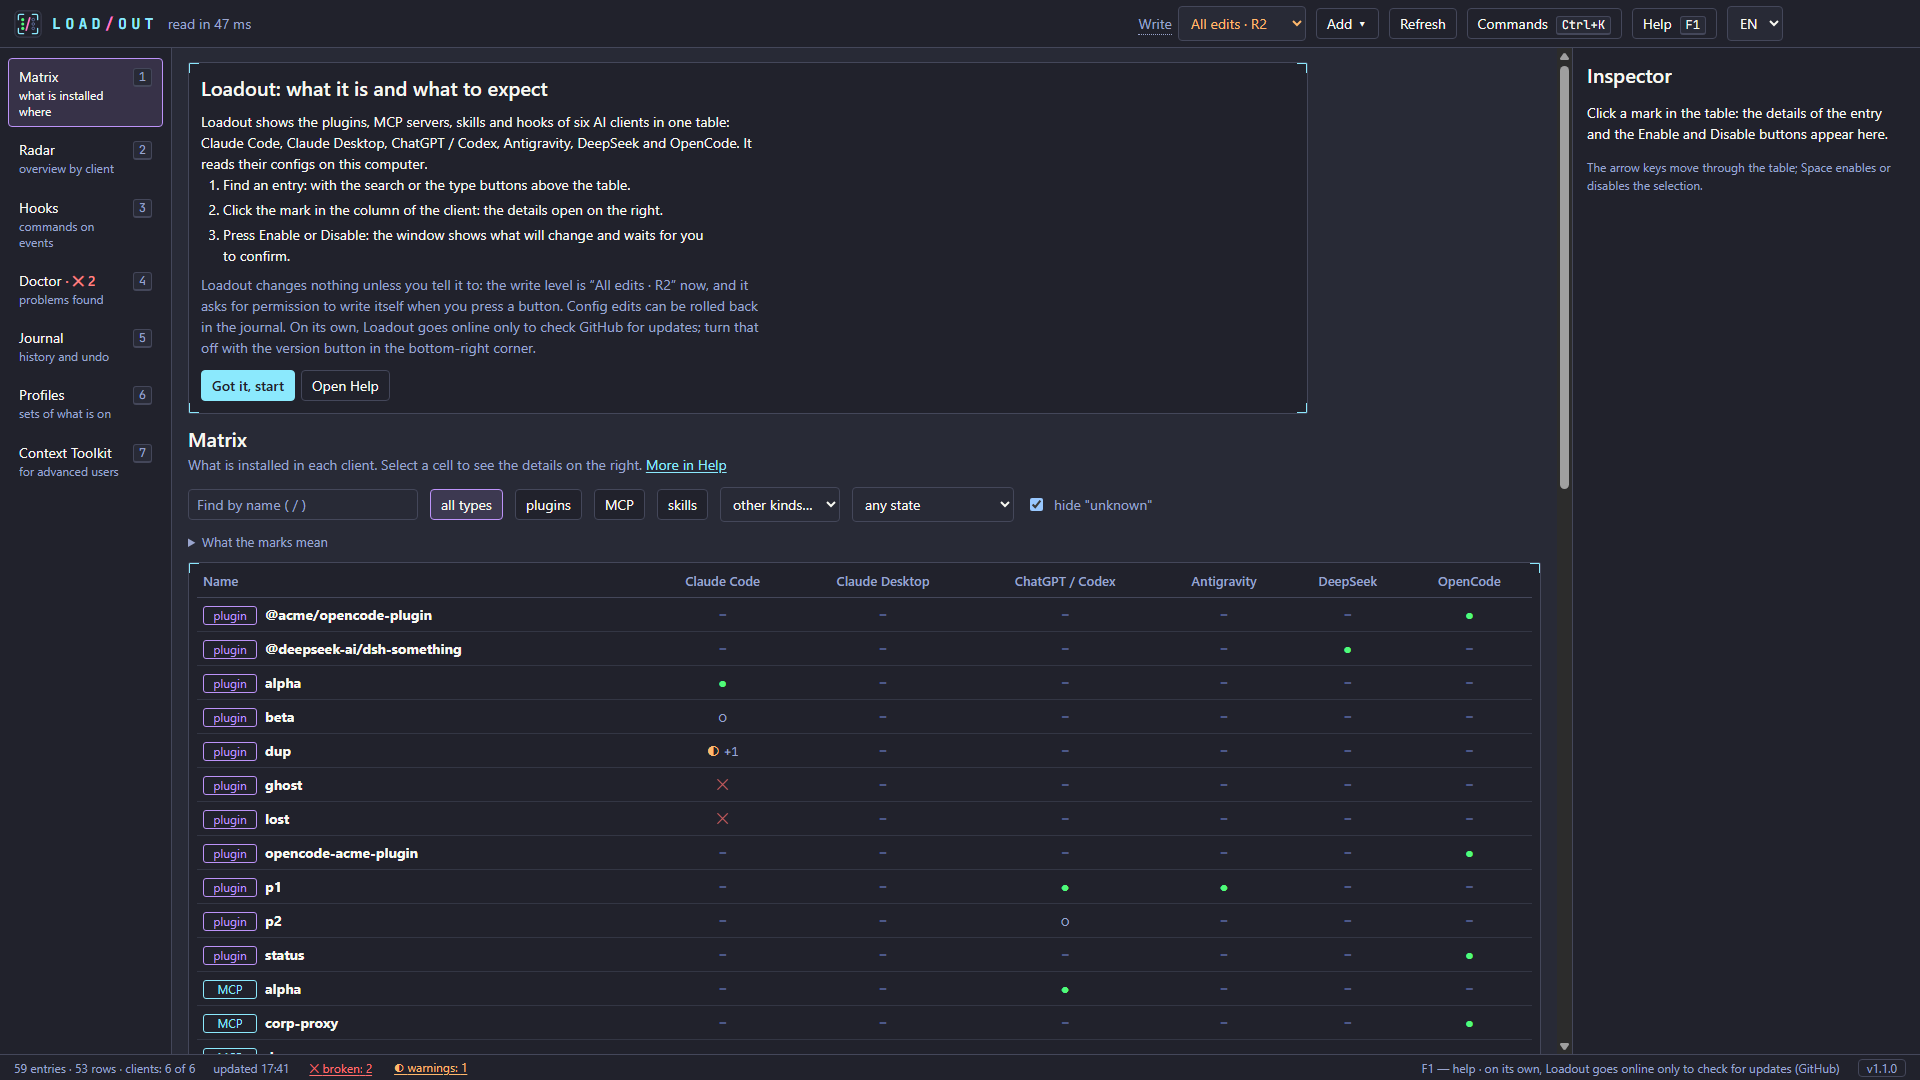 LOAD/OUT read in 47 ms Write All edits · R2 Add ▾ Refresh Commands Ctrl+K Help F1 EN
Matrix 1
what is installed
where
Radar 2
overview by client
Hooks 3
commands on
events
Doctor · ✕ 2 4
problems found
Journal 5
history and undo
Profiles 6
sets of what is on
Context Toolkit 7
for advanced users
Loadout: what it is and what to expect
Loadout shows the plugins, MCP servers, skills and hooks of six AI clients in one table:
Claude Code, Claude Desktop, ChatGPT / Codex, Antigravity, DeepSeek and OpenCode. It
reads their configs on this computer.
1. Find an entry: with the search or the type buttons above the table.
2. Click the mark in the column of the client: the details open on the right.
3. Press Enable or Disable: the window shows what will change and waits for you
to confirm.
Loadout changes nothing unless you tell it to: the write level is “All edits · R2” now, and it
asks for permission to write itself when you press a button. Config edits can be rolled back
in the journal. On its own, Loadout goes online only to check GitHub for updates; turn that
off with the version button in the bottom-right corner.
Got it, start Open Help
Matrix
What is installed in each client. Select a cell to see the details on the right. More in Help
Find by name ( / ) all types plugins MCP skills other kinds... any state hide "unknown"
▶ What the marks mean
Name Claude Code Claude Desktop ChatGPT / Codex Antigravity DeepSeek OpenCode
plugin @acme/opencode-plugin – – – – – ●
plugin @deepseek-ai/dsh-something – – – – ● –
plugin alpha ● – – – – –
plugin beta ○ – – – – –
plugin dup ◐ +1 – – – – –
plugin ghost ✕ – – – – –
plugin lost ✕ – – – – –
plugin opencode-acme-plugin – – – – – ●
plugin p1 – – ● ● – –
plugin p2 – – ○ – – –
plugin status – – – – – ●
MCP alpha – – ● – – –
MCP corp-proxy – – – – – ●
Inspector
Click a mark in the table: the details of the entry
and the Enable and Disable buttons appear here.
The arrow keys move through the table; Space enables or
disables the selection.
59 entries · 53 rows · clients: 6 of 6 updated 17:41 ✕ broken: 2 ◐ warnings: 1 F1 — help · on its own, Loadout goes online only to check for updates (GitHub) v1.1.0